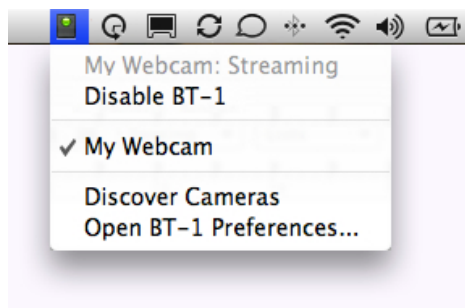 My Webcam: Streaming
Disable BT-1
My Webcam
Discover Cameras
Open BT-1 Preferences...